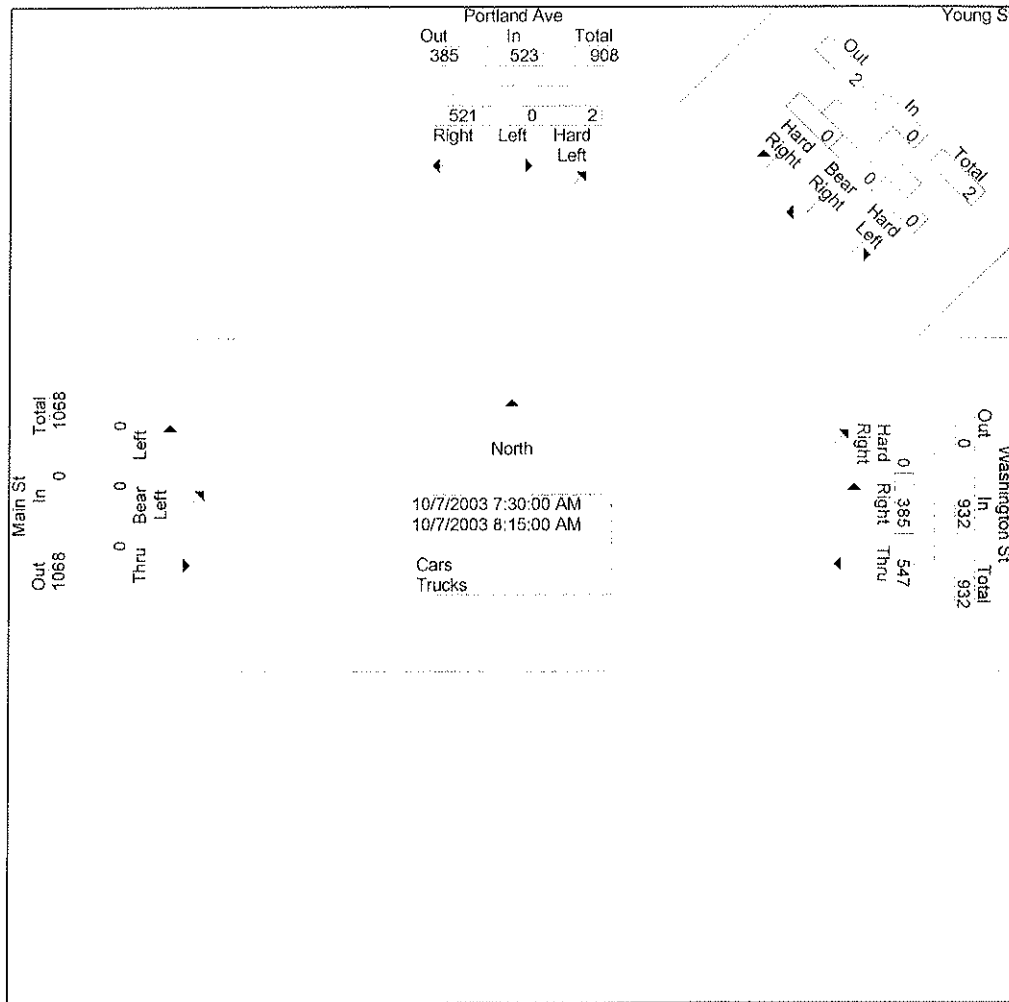 Portland Ave
Out In Total
385 523 908
521 0 2
Right Left Hard
Left
Young S
Out
2
In
0
Total
2
0
Hard
Right
0
Bear
Right
0
Hard
Left
Main St
Total
1068
In
0
Out
1068
0
Left
0
Bear
Left
0
Thru
North
10/7/2003 7:30:00 AM
10/7/2003 8:15:00 AM
Cars
Trucks
Washington St
Out In Total
0 932 932
0 385 547
Hard
Right
Right
Thru